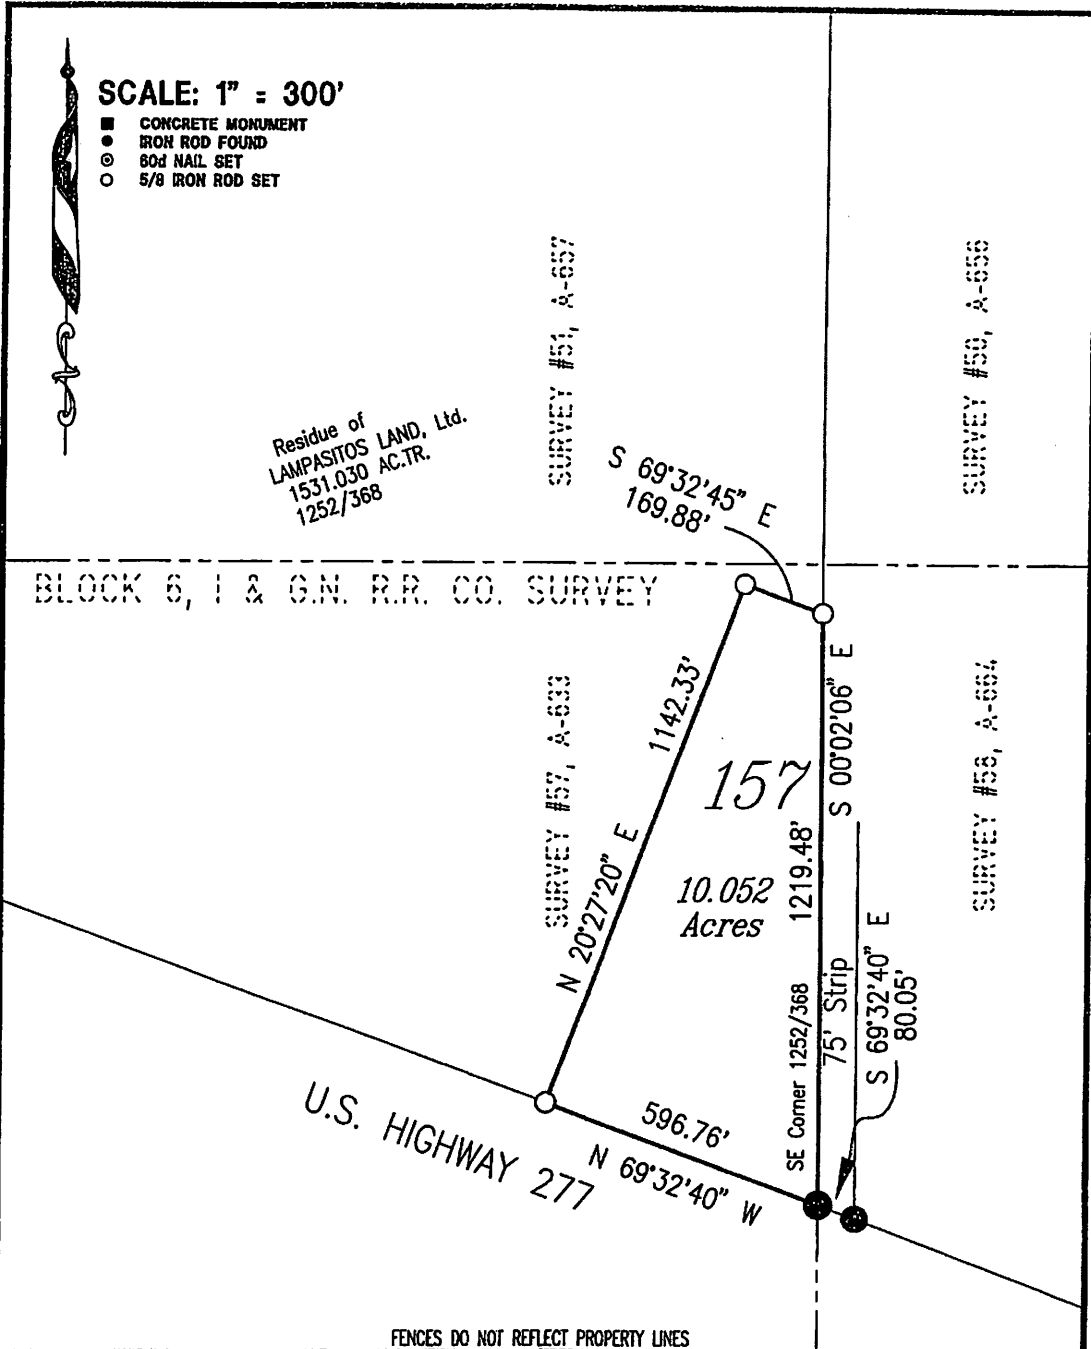 SCALE: 1" = 300'
CONCRETE MONUMENT
IRON ROD FOUND
60d NAIL SET
5/8 IRON ROD SET
N
SURVEY #51, A-657
SURVEY #50, A-656
Residue of
LAMPASITOS LAND, Ltd.
1531.030 AC.TR.
1252/368
S 69°32'45" E
169.88'
BLOCK 6, I & G.N. R.R. CO. SURVEY
SURVEY #57, A-633
SURVEY #58, A-664
N 20°27'20" E
1142.33'
157
10.052
Acres
S 00°02'06" E
1219.48'
SE Corner 1252/368
75' Strip
S 69°32'40" E
80.05'
596.76'
N 69°32'40" W
U.S. HIGHWAY 277
FENCES DO NOT REFLECT PROPERTY LINES